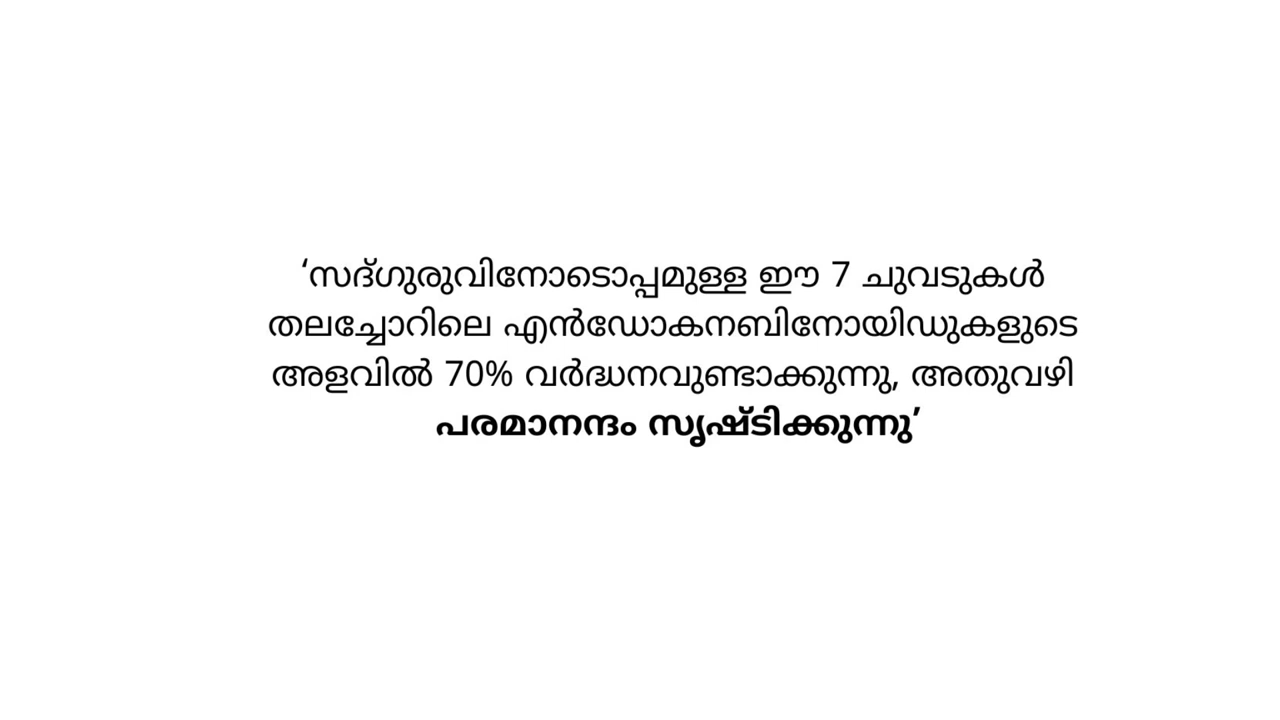 ‘സദ്ഗുരുവിനോടൊപ്പമുള്ള ഈ 7 ചുവടുകൾ
തലച്ചോറിലെ എൻഡോകനബിനോയിഡുകളുടെ
അളവിൽ 70% വർദ്ധനവുണ്ടാക്കുന്നു, അതുവഴി
പരമാനന്ദം സൃഷ്ടിക്കുന്നു’